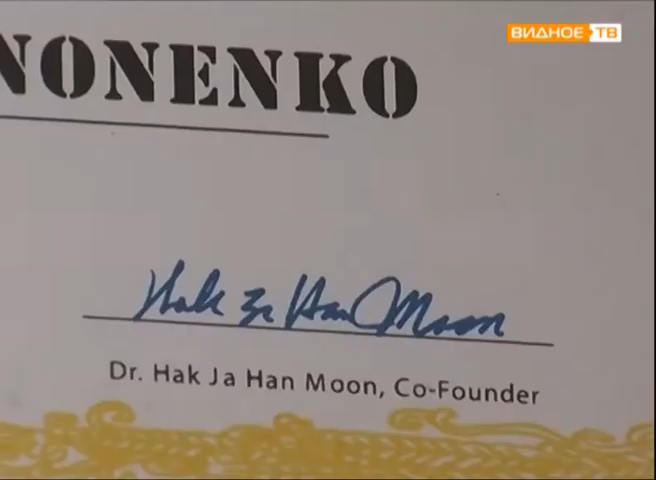 ВИДНОЕ ТВ
NONENKO
Hak Ja Han Moon
Dr. Hak Ja Han Moon, Co-Founder